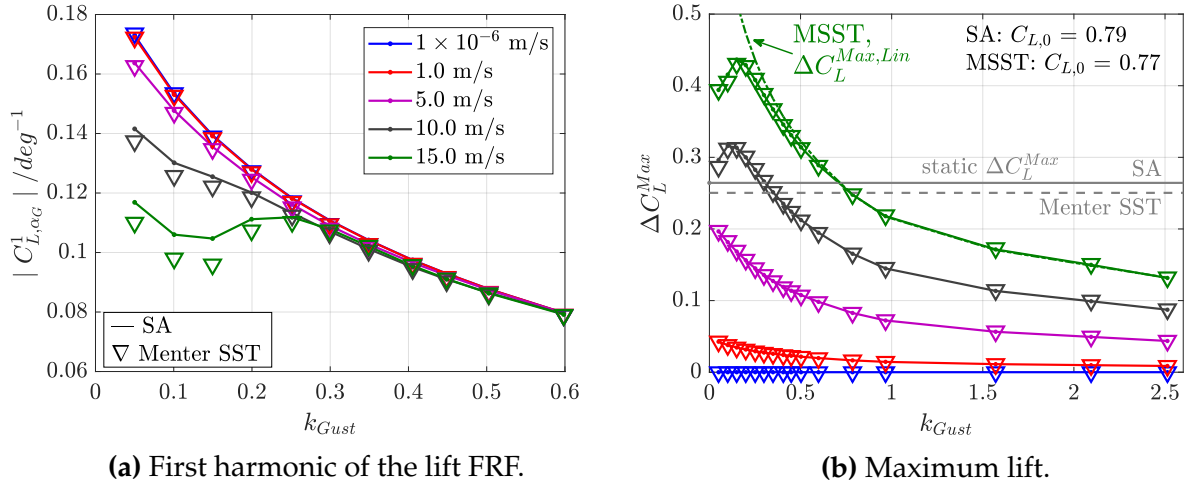 0.18
0.16
0.14
0.12
0.1
0.08
0.06
| C^1_{L,α_G} | /deg^{-1}
1 × 10^{-6} m/s
1.0 m/s
5.0 m/s
10.0 m/s
15.0 m/s
SA
Menter SST
0 0.1 0.2 0.3 0.4 0.5 0.6
k_{Gust}
(a) First harmonic of the lift FRF.
0.5
0.4
0.3
0.2
0.1
0
ΔC_L^{Max}
MSST,
ΔC_L^{Max,Lin}
SA: C_{L,0} = 0.79
MSST: C_{L,0} = 0.77
static ΔC_L^{Max} SA
Menter SST
0 0.5 1 1.5 2 2.5
k_{Gust}
(b) Maximum lift.